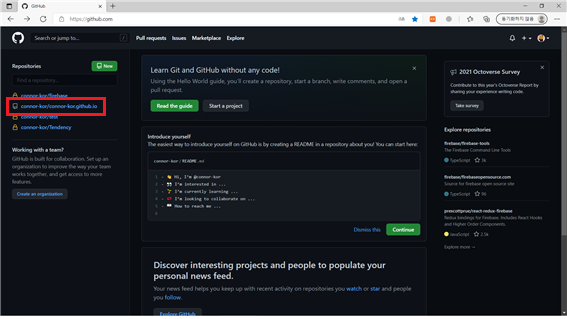 GitHub
https://github.com
동기화하지 않음
Search or jump to...
Pull requests Issues Marketplace Explore
Repositories
New
Find a repository...
connor-kor/firebase
connor-kor/connor-kor.github.io
connor-kor/Tendency
Working with a team?
GitHub is built for collaboration. Set up an
organization to improve the way your
team works together, and get access to
more features.
Create an organization
Learn Git and GitHub without any code!
Using the Hello World guide, you'll create a repository, start a branch, write comments, and open a
pull request.
Read the guide
Start a project
Introduce yourself
The easiest way to introduce yourself on GitHub is by creating a README in a repository about you! You can start here:
connor-kor / README.md
1 - 👋 Hi, I'm @connor-kor
2 - 👀 I'm interested in ...
3 - 🌱 I'm currently learning ...
4 - 💞️ I'm looking to collaborate on ...
5 - 📫 How to reach me ...
6
Dismiss this
Continue
Discover interesting projects and people to populate your
personal news feed.
Your news feed helps you keep up with recent activity on repositories you watch or star and people
you follow.
Explore GitHub
2021 Octoverse Survey
Contribute to this year's Octoverse Report by
sharing your experience writing code.
Take survey
Explore repositories
firebase/firebase-tools
The Firebase Command Line Tools
TypeScript
firebase/firebaseopensource.com
Source for firebase open source site
TypeScript
prescottprue/react-redux-firebase
Redux bindings for Firebase. Includes React Hooks
and Higher Order Components.
JavaScript 2.5k
Explore more →